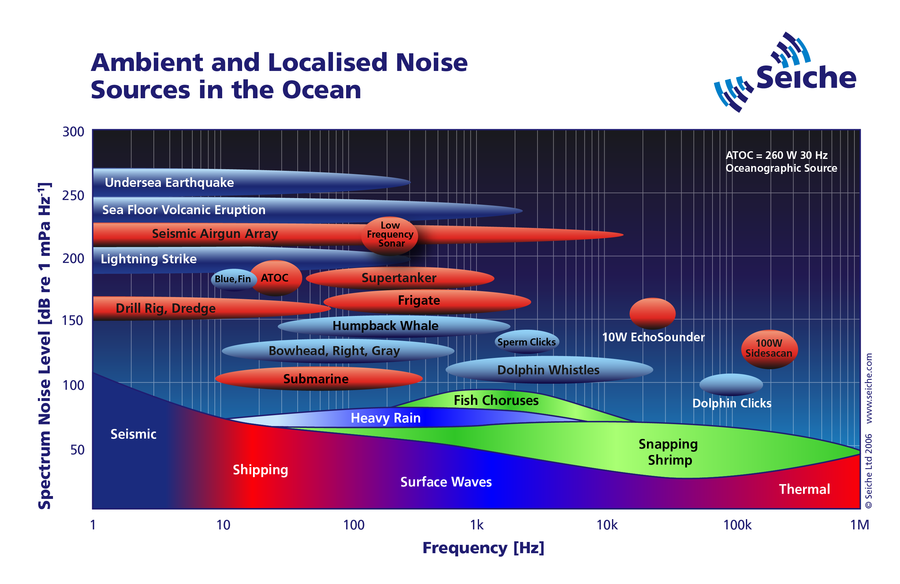 Ambient and Localised Noise
Sources in the Ocean
Seiche
ATOC = 260 W 30 Hz
Oceanographic Source
Spectrum Noise Level [dB re 1 mPa Hz-1]
300
250
200
150
100
50
Undersea Earthquake
Sea Floor Volcanic Eruption
Seismic Airgun Array
Low
Frequency
Sonar
Lightning Strike
Blue,Fin
ATOC
Supertanker
Drill Rig, Dredge
Frigate
Humpback Whale
10W EchoSounder
Sperm Clicks
100W
Sidesacan
Bowhead, Right, Gray
Dolphin Whistles
Submarine
Dolphin Clicks
Fish Choruses
Heavy Rain
Seismic
Snapping
Shrimp
Shipping
Surface Waves
Thermal
1
10
100
1k
10k
100k
1M
Frequency [Hz]
© Seiche Ltd 2006 www.seiche.com